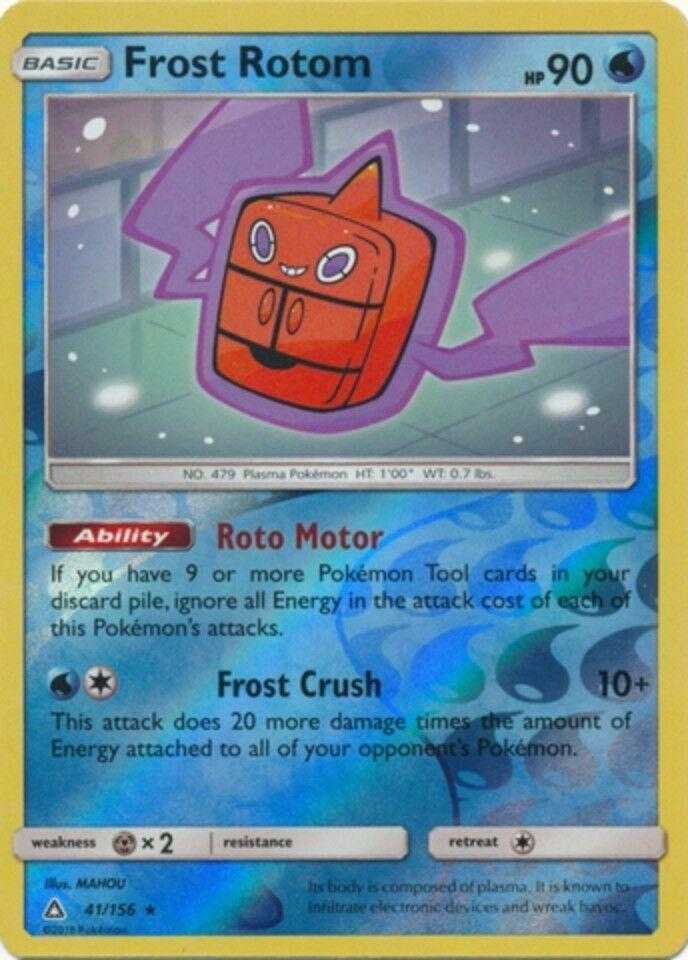 BASIC Frost Rotom HP 90
NO. 479 Plasma Pokémon HT: 1'00" WT: 0.7 lbs.
Ability Roto Motor
If you have 9 or more Pokémon Tool cards in your
discard pile, ignore all Energy in the attack cost of each of
this Pokémon's attacks.
Frost Crush 10+
This attack does 20 more damage times the amount of
Energy attached to all of your opponent's Pokémon.
weakness ×2 resistance retreat
Illus. MAHOU
Its body is composed of plasma. It is known to
infiltrate electronic devices and wreak havoc.
41/156 ★
©2018 Pokémon